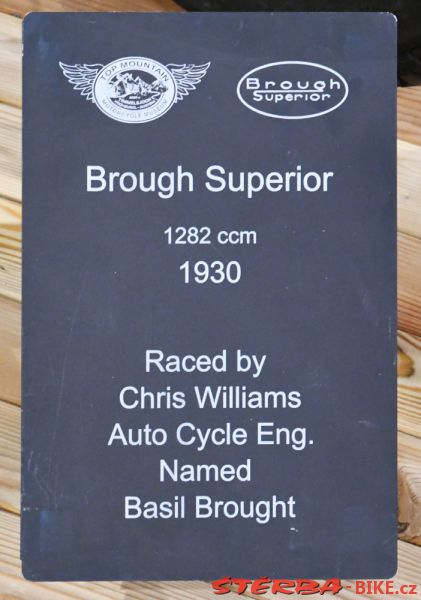 TOP MOUNTAIN
MOTORCYCLE MUSEUM
Brough
Superior
Brough Superior
1282 ccm
1930
Raced by
Chris Williams
Auto Cycle Eng.
Named
Basil Brought
ŠTĚRBA-BIKE.cz